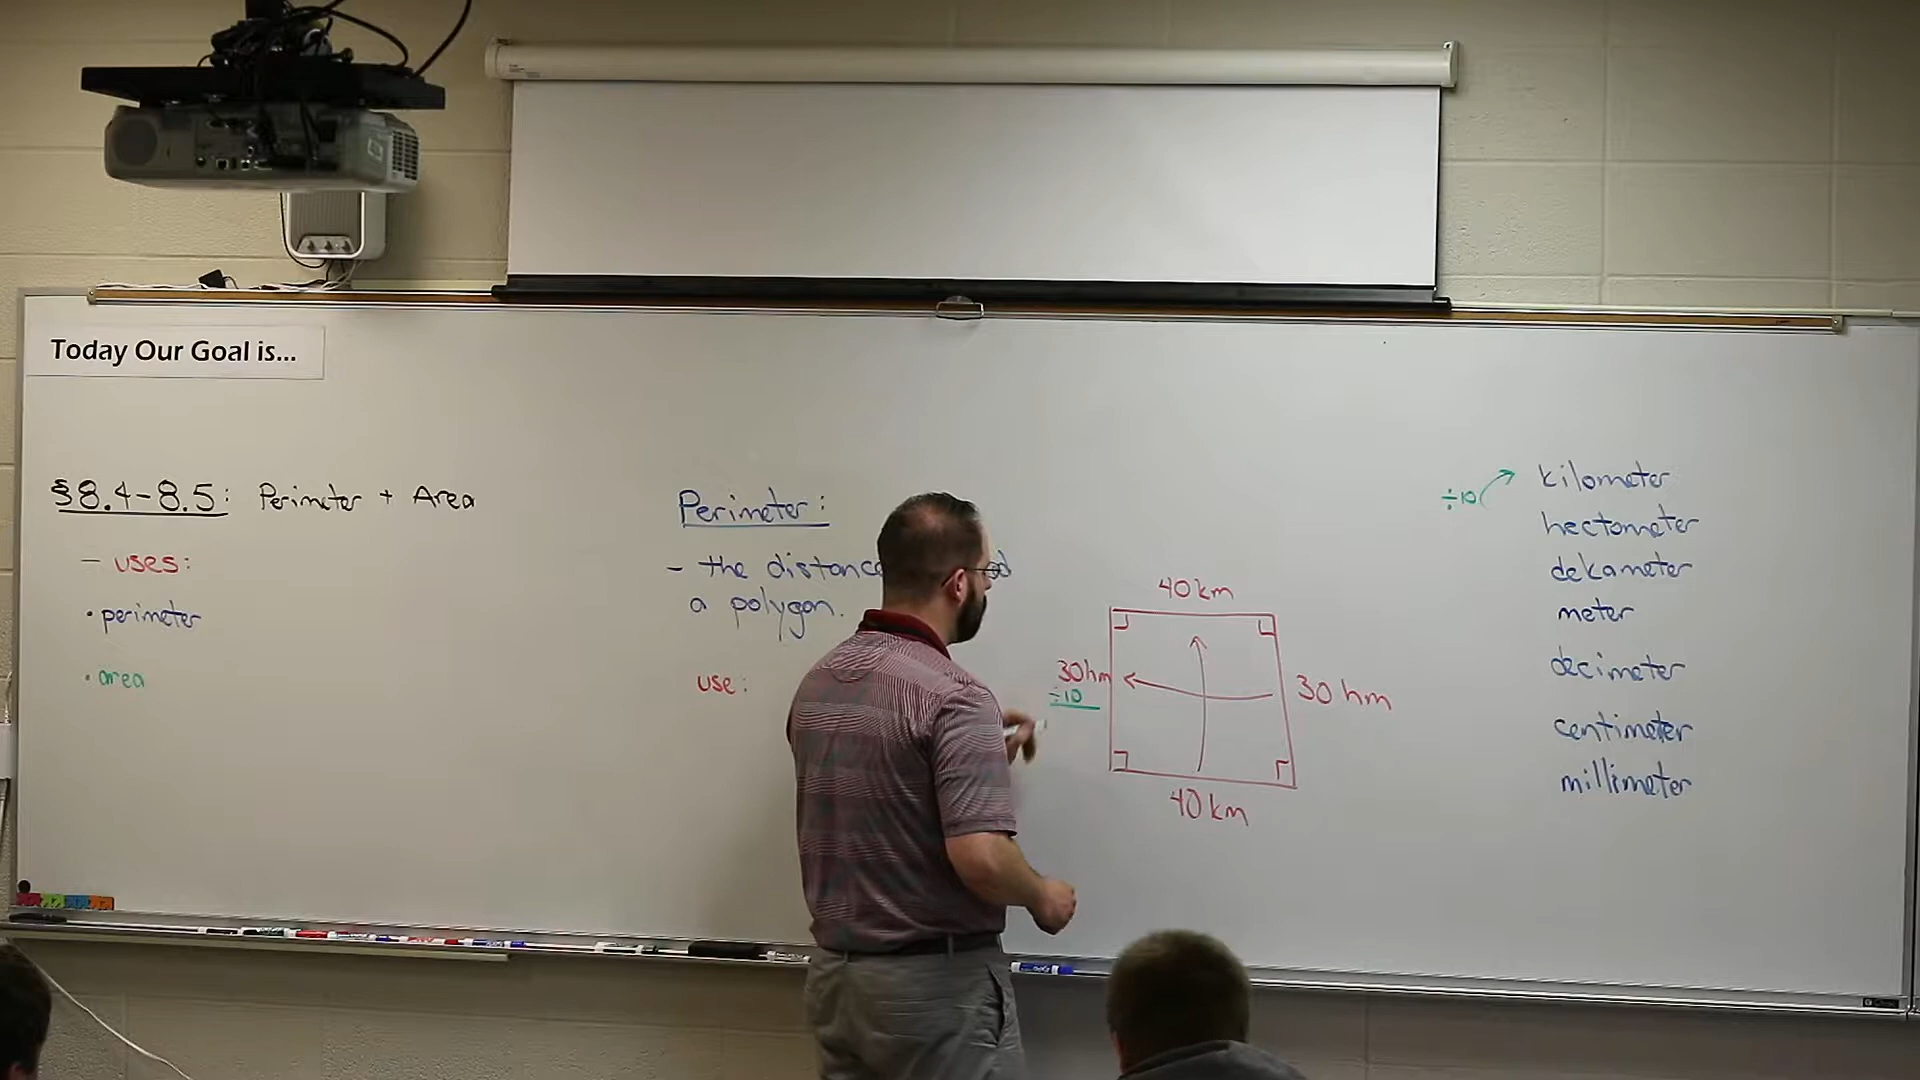 Today Our Goal is...
§8.4-8.5: Perimeter + Area
- uses:
• perimeter
• area
Perimeter:
- the distance
a polygon.
use:
40 km
30hm
÷10
30 hm
40 km
÷10
kilometer
hectometer
dekameter
meter
decimeter
centimeter
millimeter